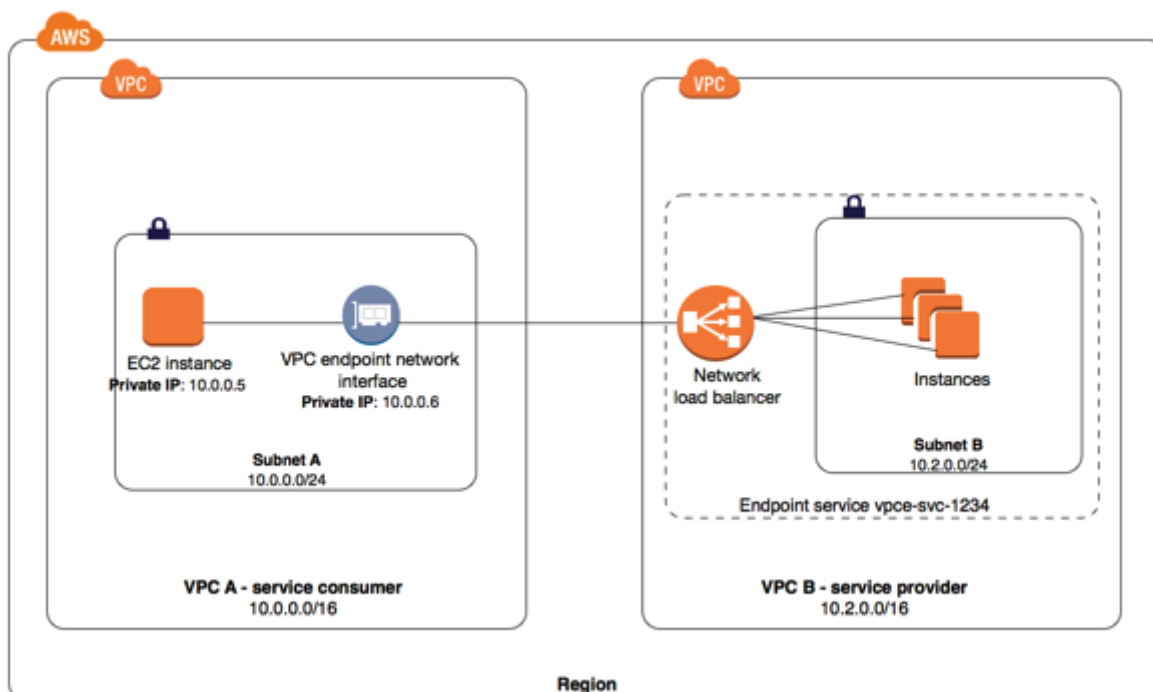 AWS
VPC
VPC
EC2 instance
Private IP: 10.0.0.5
VPC endpoint network
interface
Private IP: 10.0.0.6
Subnet A
10.0.0.0/24
VPC A - service consumer
10.0.0.0/16
Network
load balancer
Instances
Subnet B
10.2.0.0/24
Endpoint service vpce-svc-1234
VPC B - service provider
10.2.0.0/16
Region